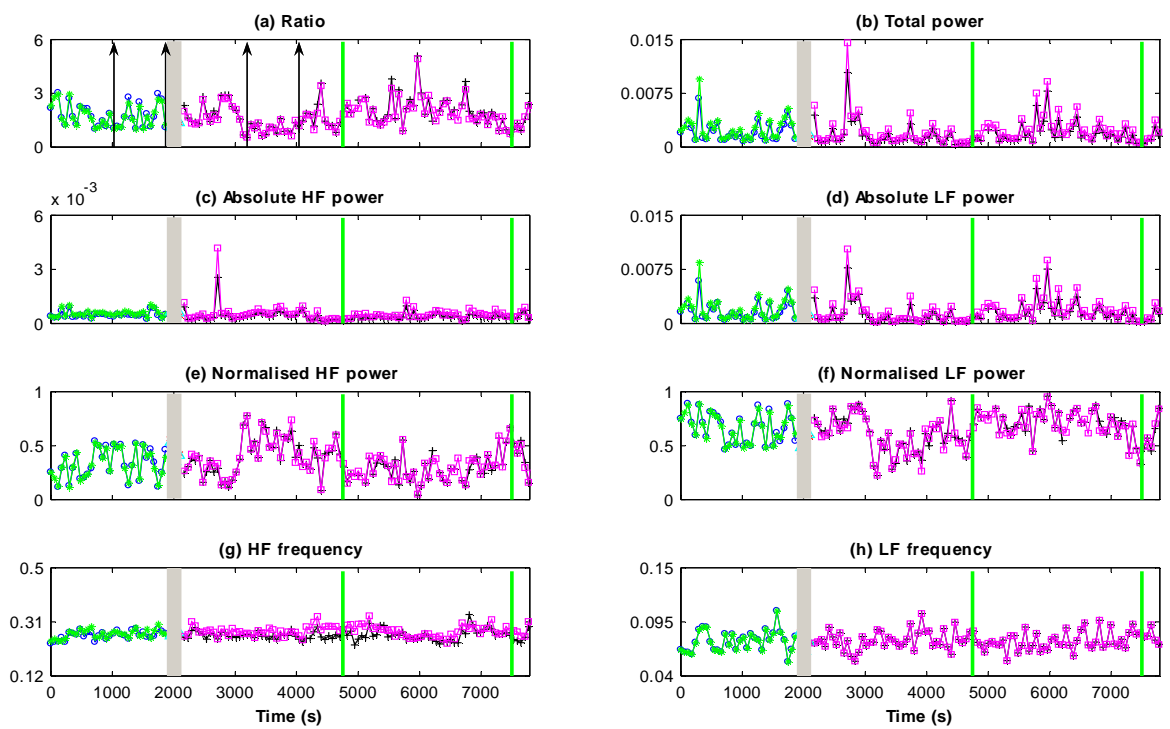 (a) Ratio
6
3
0
(b) Total power
0.015
0.0075
0
x 10^-3
(c) Absolute HF power
6
3
0
(d) Absolute LF power
0.015
0.0075
0
(e) Normalised HF power
1
0.5
0
(f) Normalised LF power
1
0.5
0
(g) HF frequency
0.5
0.31
0.12
0 1000 2000 3000 4000 5000 6000 7000
Time (s)
(h) LF frequency
0.15
0.095
0.04
0 1000 2000 3000 4000 5000 6000 7000
Time (s)